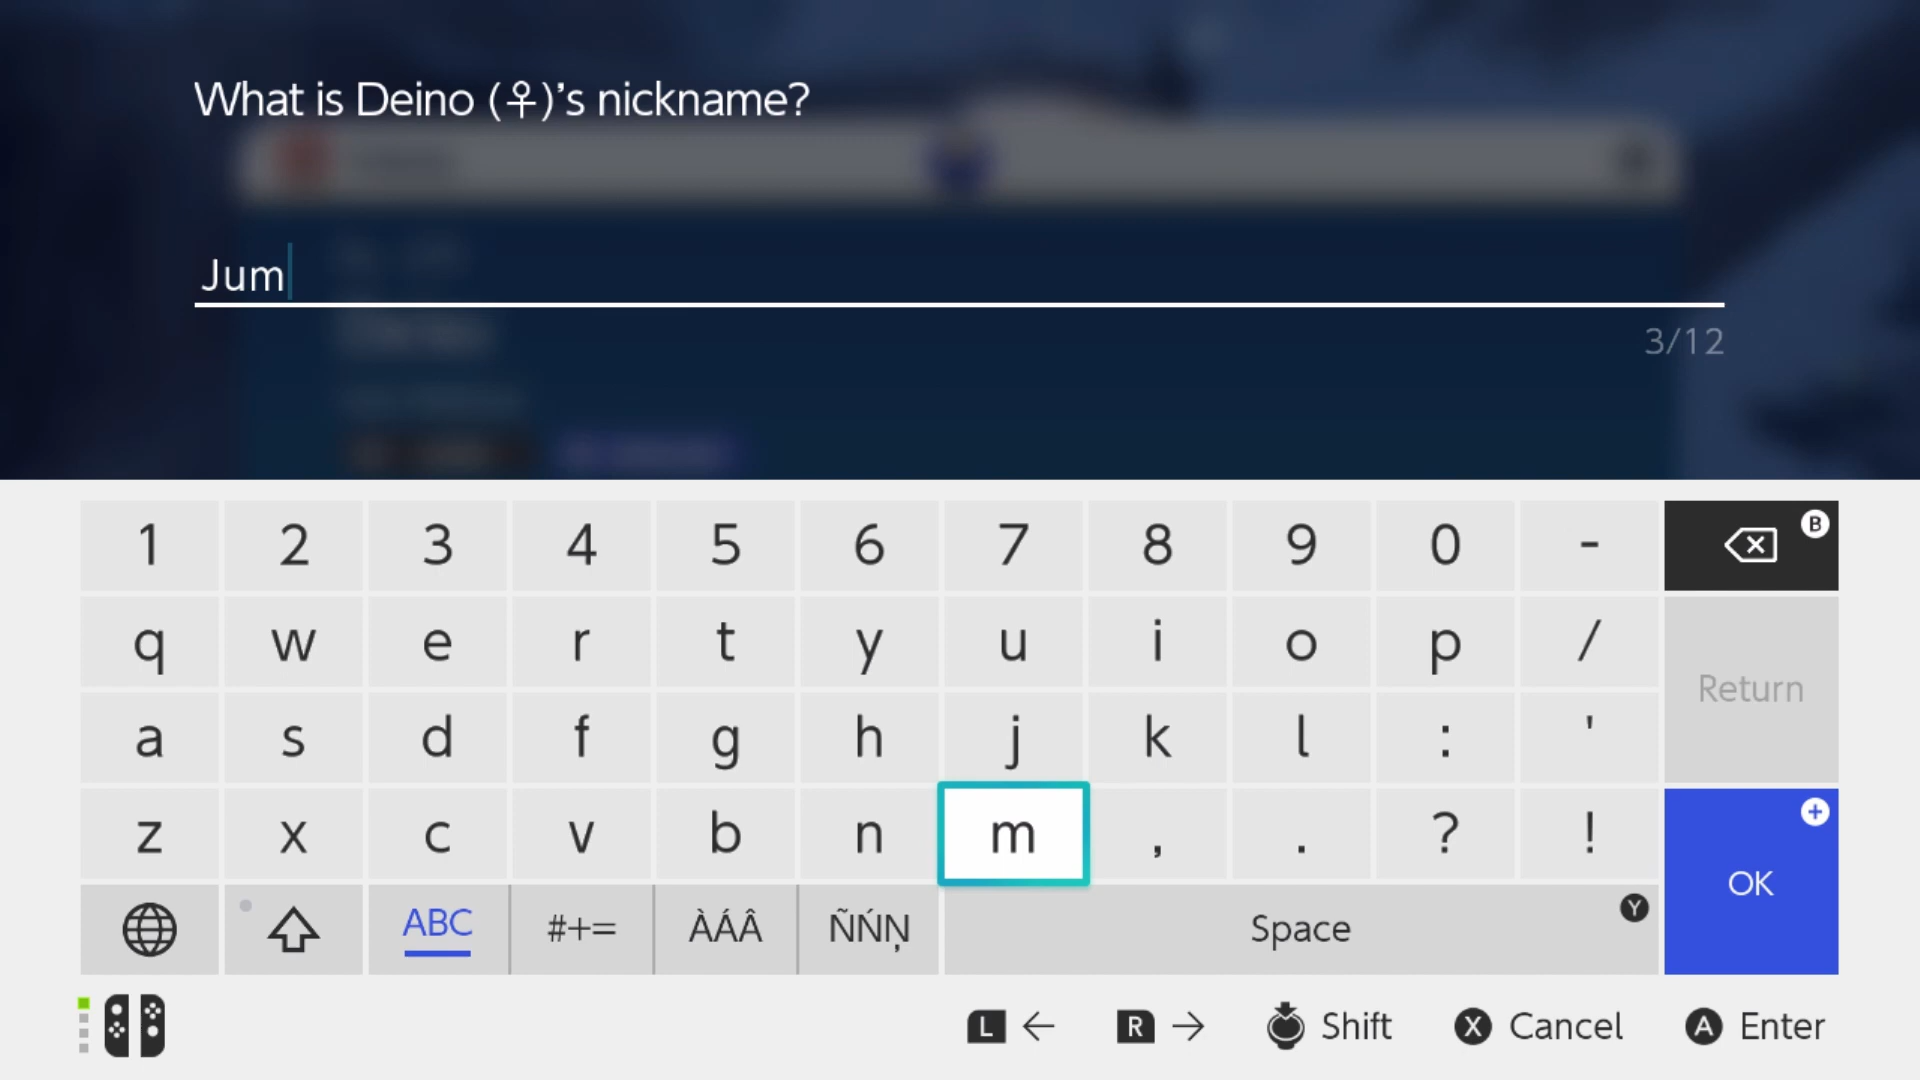 What is Deino (♀)'s nickname?
Jum
3/12
1 2 3 4 5 6 7 8 9 0 - B
q w e r t y u i o p / Return
a s d f g h j k l : '
z x c v b n m , . ? ! + OK
ABC #+= ÀÁÂ ÑŃŅ Space Y
L ← R → Shift X Cancel A Enter